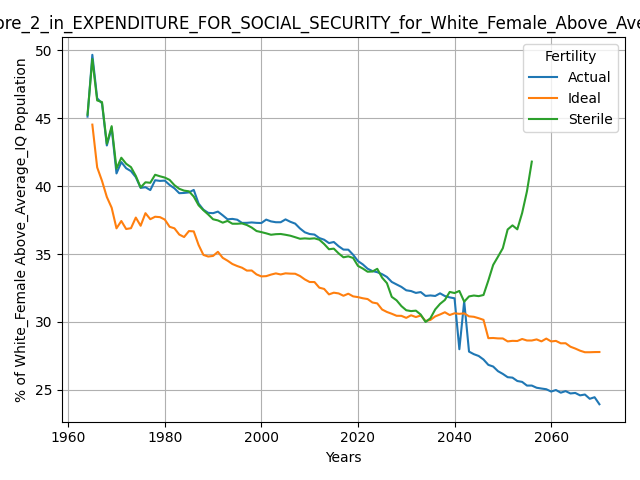 ore_2_in_EXPENDITURE_FOR_SOCIAL_SECURITY_for_White_Female_Above_Ave
% of White_Female Above_Average_IQ Population
50
45
40
35
30
25
Fertility
Actual
Ideal
Sterile
1960
1980
2000
2020
2040
2060
Years